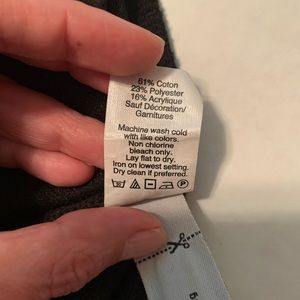 61% Coton
23% Polyester
16% Acrylique
Sauf Décoration/
Garnitures
Machine wash cold
with like colors.
Non chlorine
bleach only.
Lay flat to dry.
Iron on lowest setting.
Dry clean if desired.
P